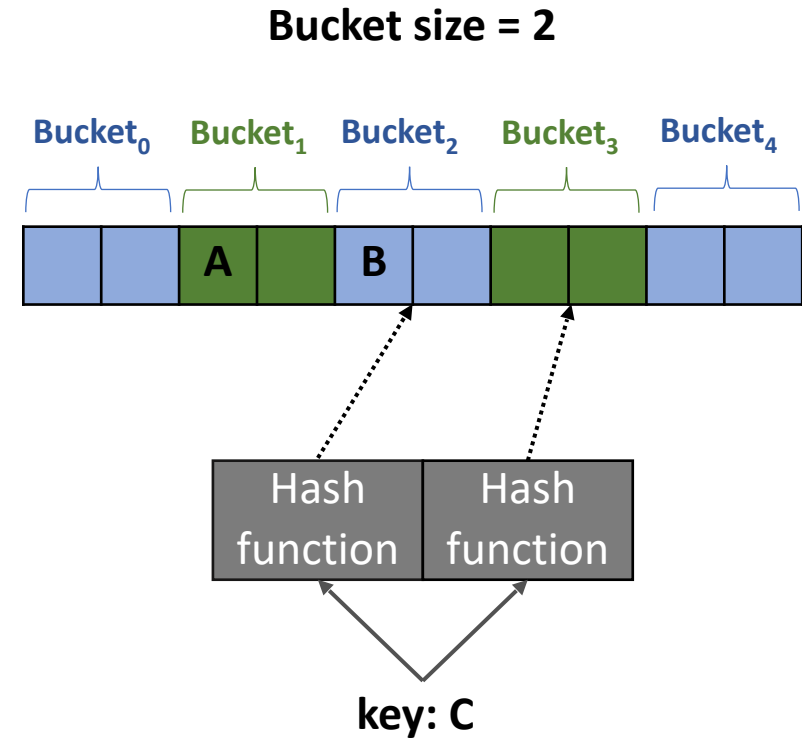 Bucket size = 2
Bucket₀ Bucket₁ Bucket₂ Bucket₃ Bucket₄
A B
Hash function Hash function
key: C